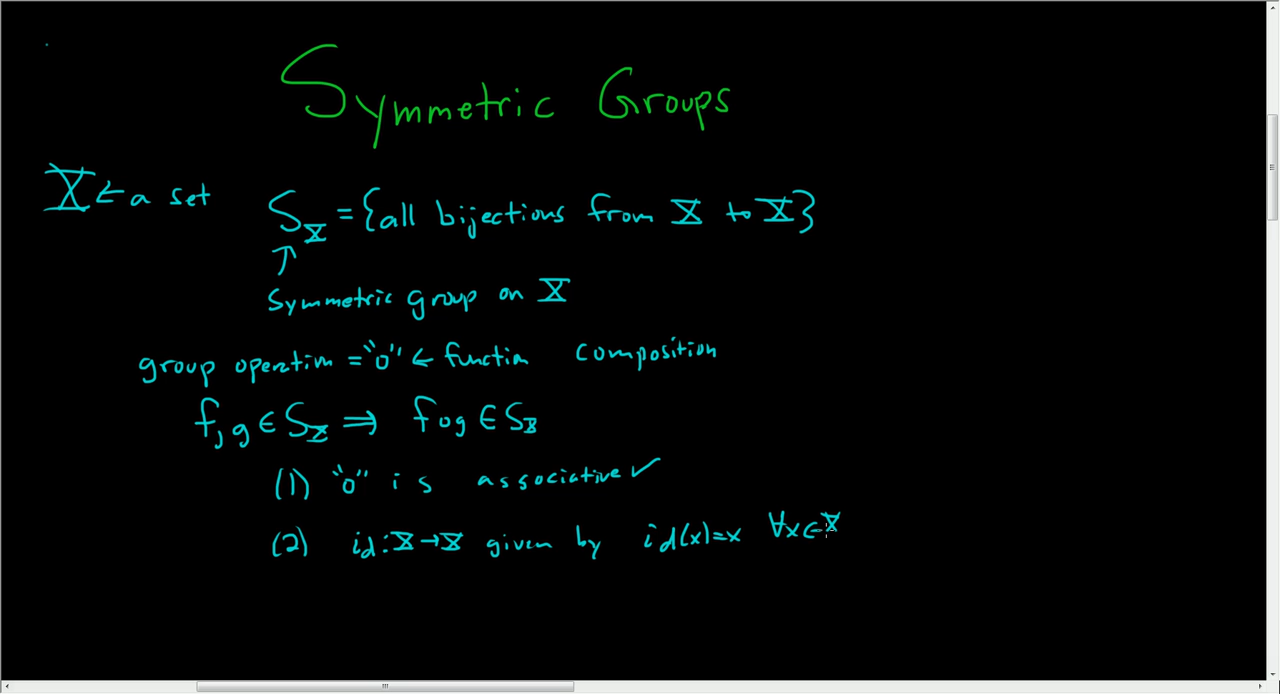 Symmetric Groups
X ← a set
S_X = {all bijections from X to X}
↑
Symmetric group on X
group operation = "o" ← function composition
f, g ∈ S_X ⇒ f o g ∈ S_X
(1) "o" is associative ✓
(2) id: X → X given by id(x)=x ∀x∈X